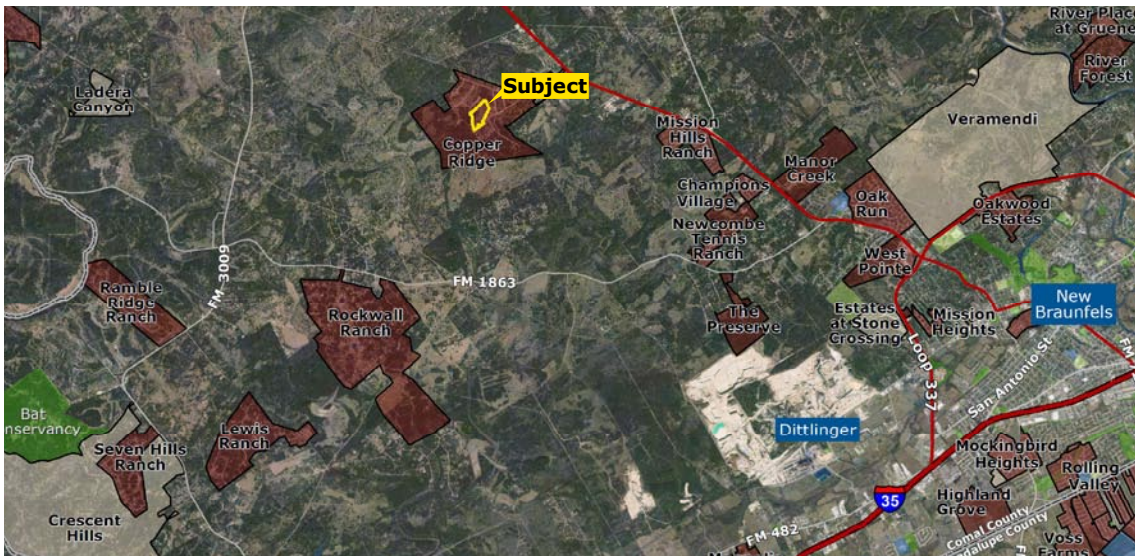 River Place
at Gruene
River
Forest
Ladera
Canyon
Subject
Copper
Ridge
Mission
Hills
Ranch
Veramendi
Manor
Creek
Champions
Village
Oak
Run
Oakwood
Estates
Newcombe
Tennis
Ranch
West
Pointe
FM 3009
FM 1863
Ramble
Ridge
Ranch
Rockwall
Ranch
The
Preserve
Estates
at Stone
Crossing
Mission
Heights
New
Braunfels
Loop 337
San Antonio St
Bat
onservancy
Seven Hills
Ranch
Lewis
Ranch
Dittlinger
Mockingbird
Heights
Rolling
Valley
35
Highland
Grove
Crescent
Hills
FM 482
Comal County
adalupe County
Voss
Farms